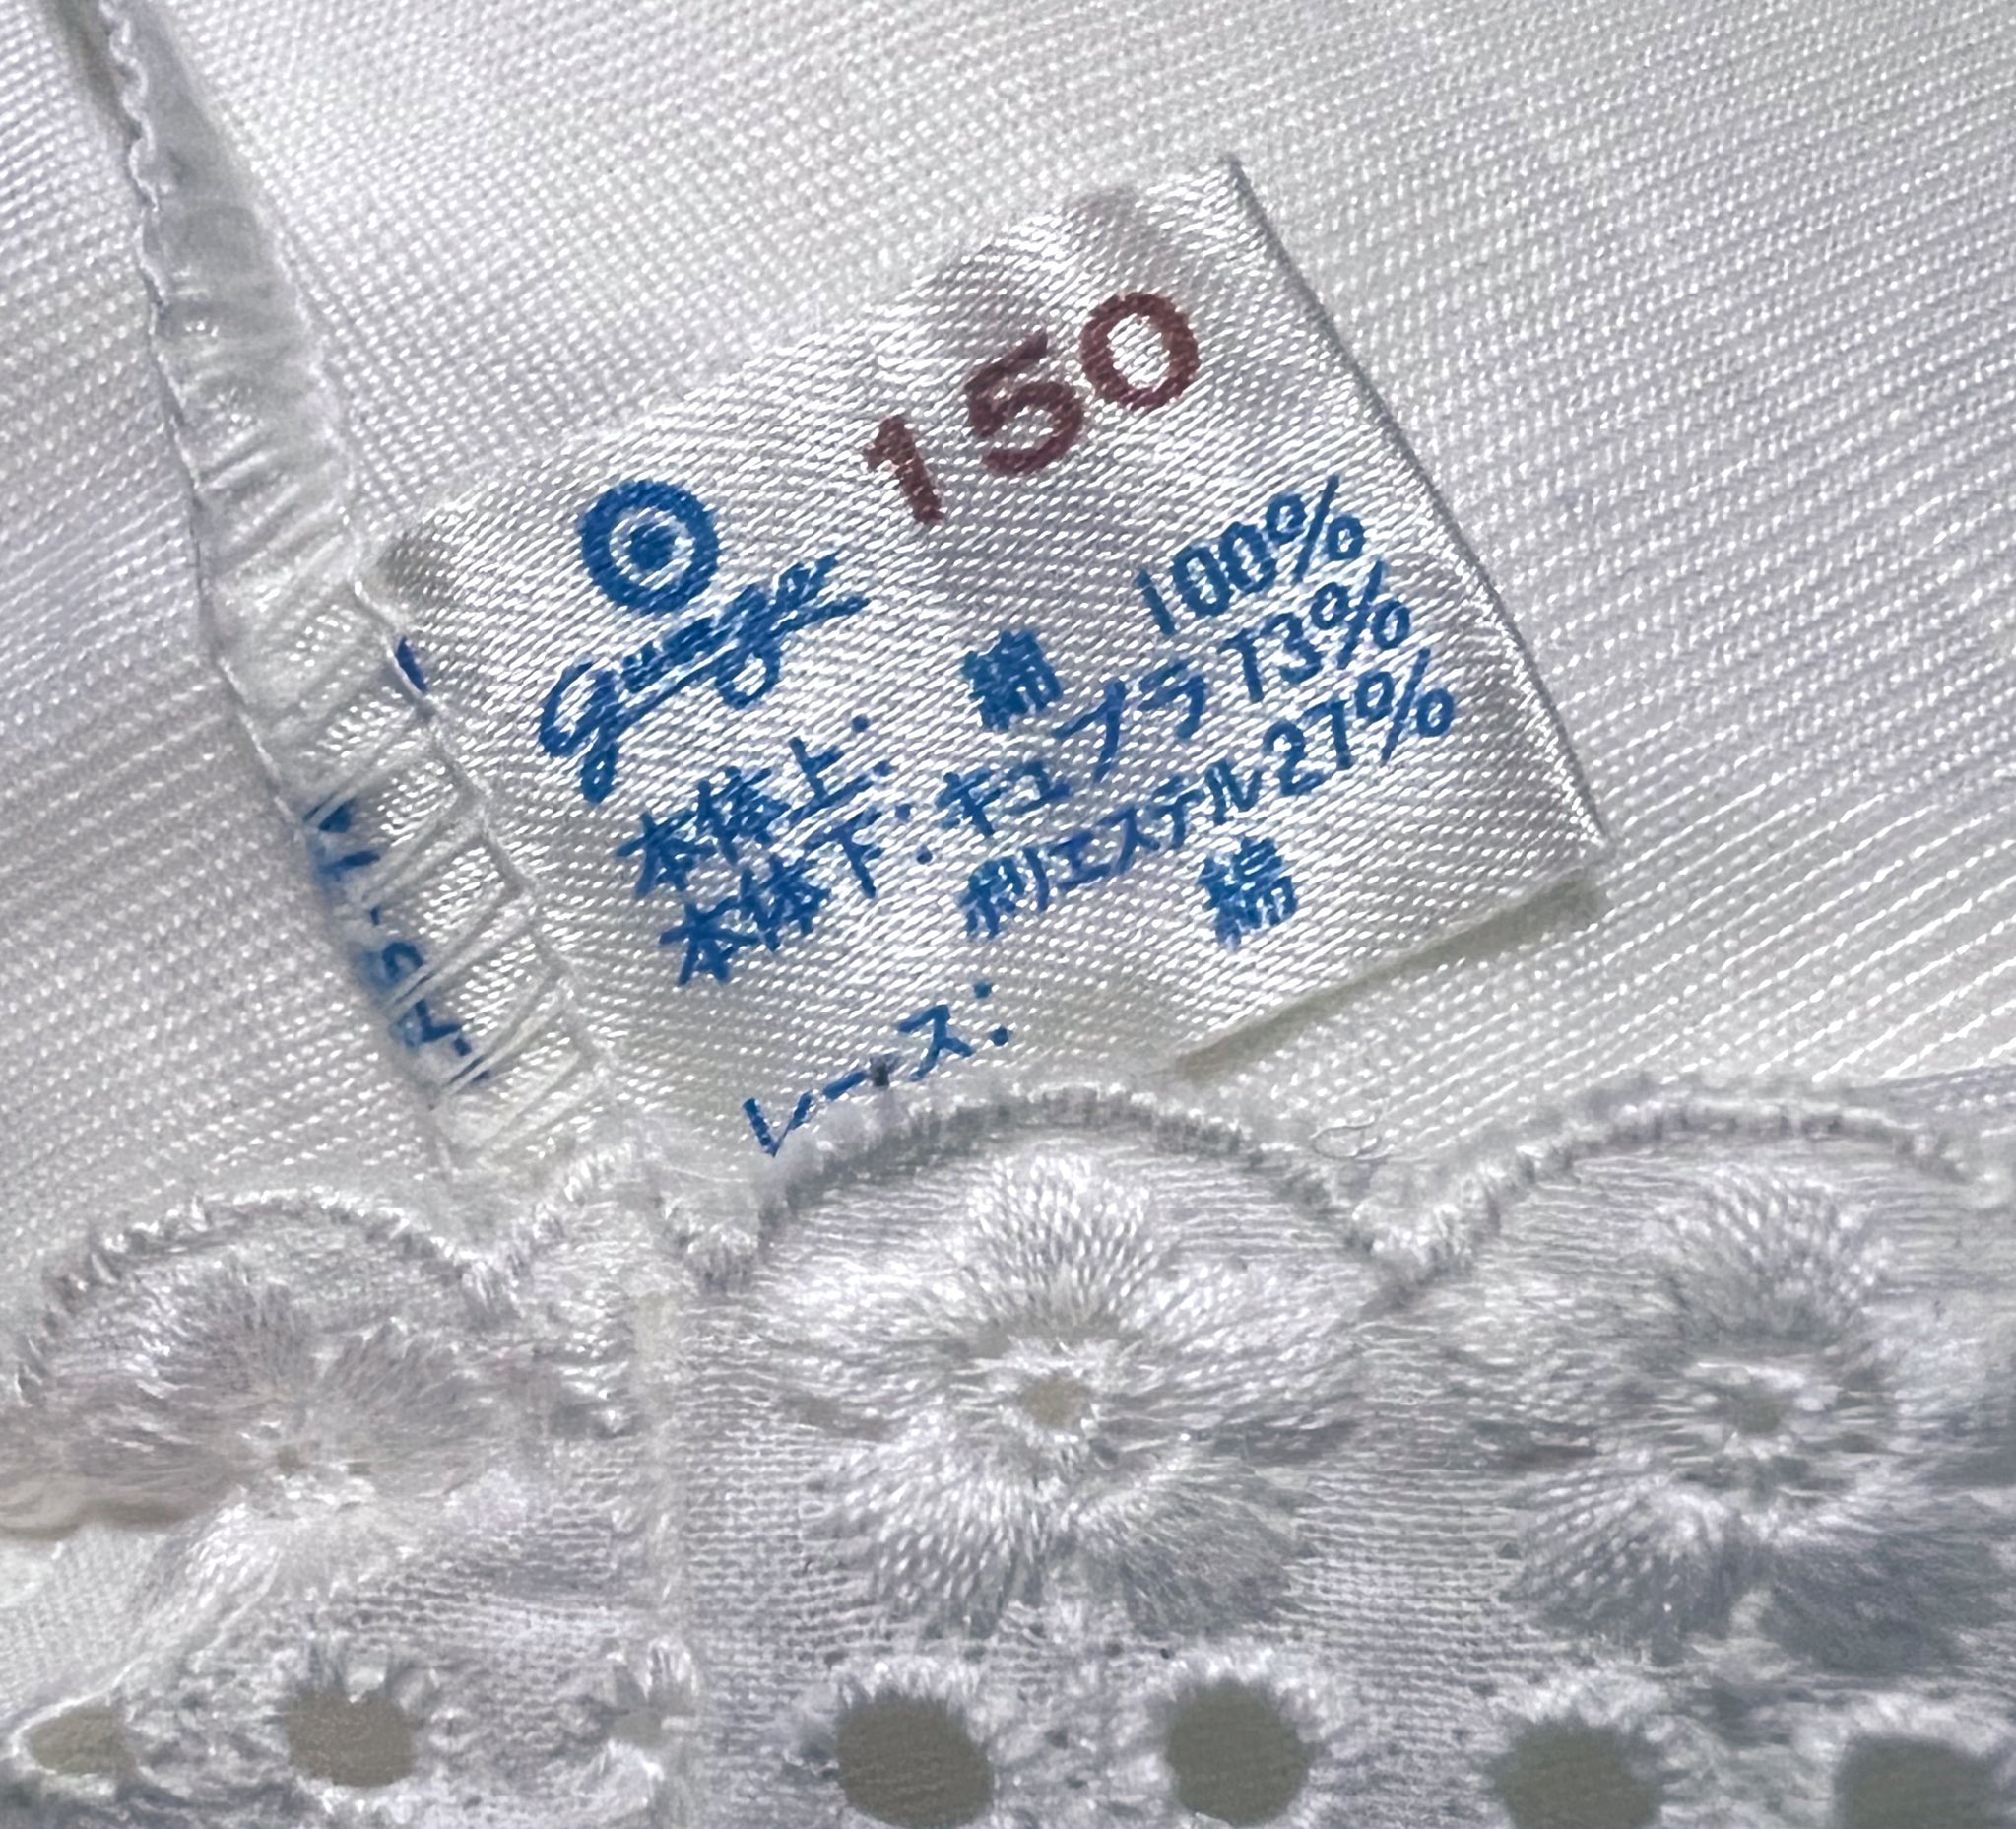 150
gunze
本体上: 綿 100%
本体下: キュプラ 73%
ポリエステル 27%
レース: 綿